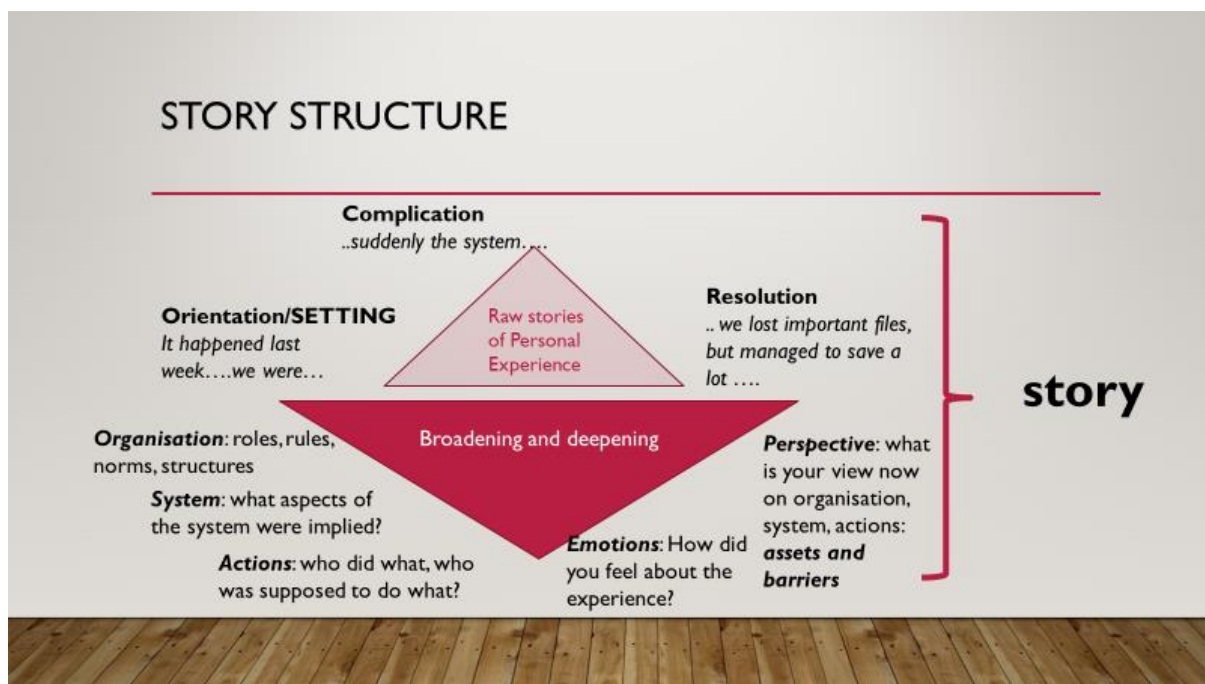 STORY STRUCTURE
Complication
..suddenly the system….
Orientation/SETTING
It happened last
week….we were…
Raw stories
of Personal
Experience
Resolution
.. we lost important files,
but managed to save a
lot ….
story
Broadening and deepening
Organisation: roles, rules,
norms, structures
System: what aspects of
the system were implied?
Actions: who did what, who
was supposed to do what?
Emotions: How did
you feel about the
experience?
Perspective: what
is your view now
on organisation,
system, actions:
assets and
barriers